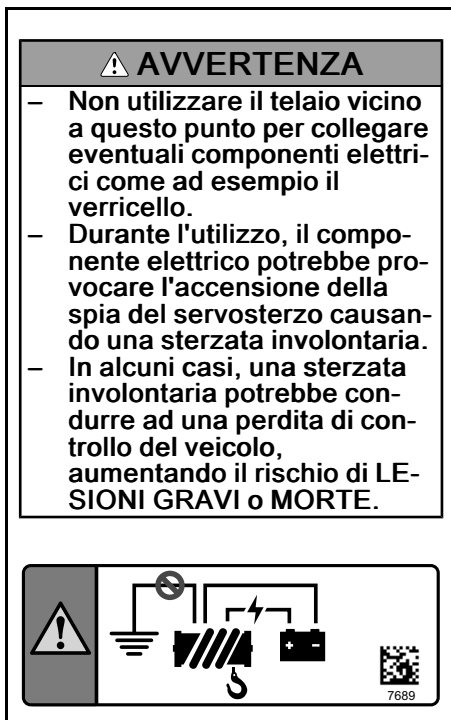 ⚠ AVVERTENZA
– Non utilizzare il telaio vicino
a questo punto per collegare
eventuali componenti elettri-
ci come ad esempio il
verricello.
– Durante l'utilizzo, il compo-
nente elettrico potrebbe pro-
vocare l'accensione della
spia del servosterzo causan-
do una sterzata involontaria.
– In alcuni casi, una sterzata
involontaria potrebbe con-
durre ad una perdita di con-
trollo del veicolo,
aumentando il rischio di LE-
SIONI GRAVI o MORTE.
+ -
7689